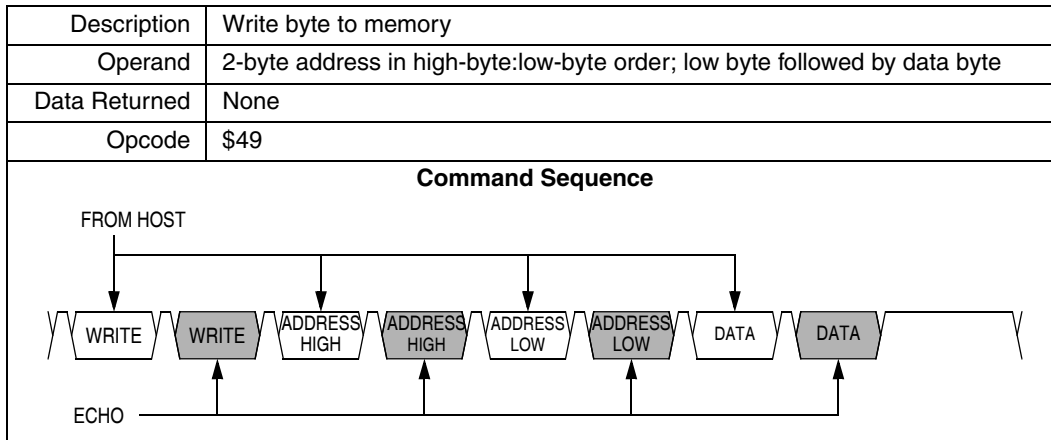 Description Write byte to memory
Operand 2-byte address in high-byte:low-byte order; low byte followed by data byte
Data Returned None
Opcode $49
Command Sequence
FROM HOST
WRITE WRITE ADDRESS HIGH ADDRESS HIGH ADDRESS LOW ADDRESS LOW DATA DATA
ECHO